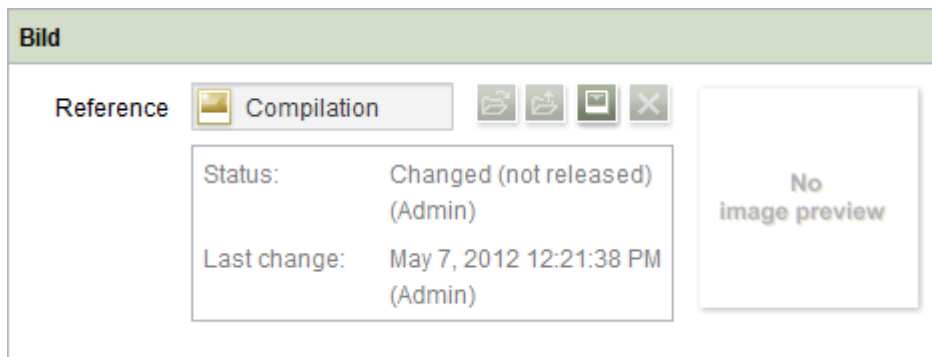 Bild
Reference Compilation
Status: Changed (not released)
(Admin)
Last change: May 7, 2012 12:21:38 PM
(Admin)
No
image preview